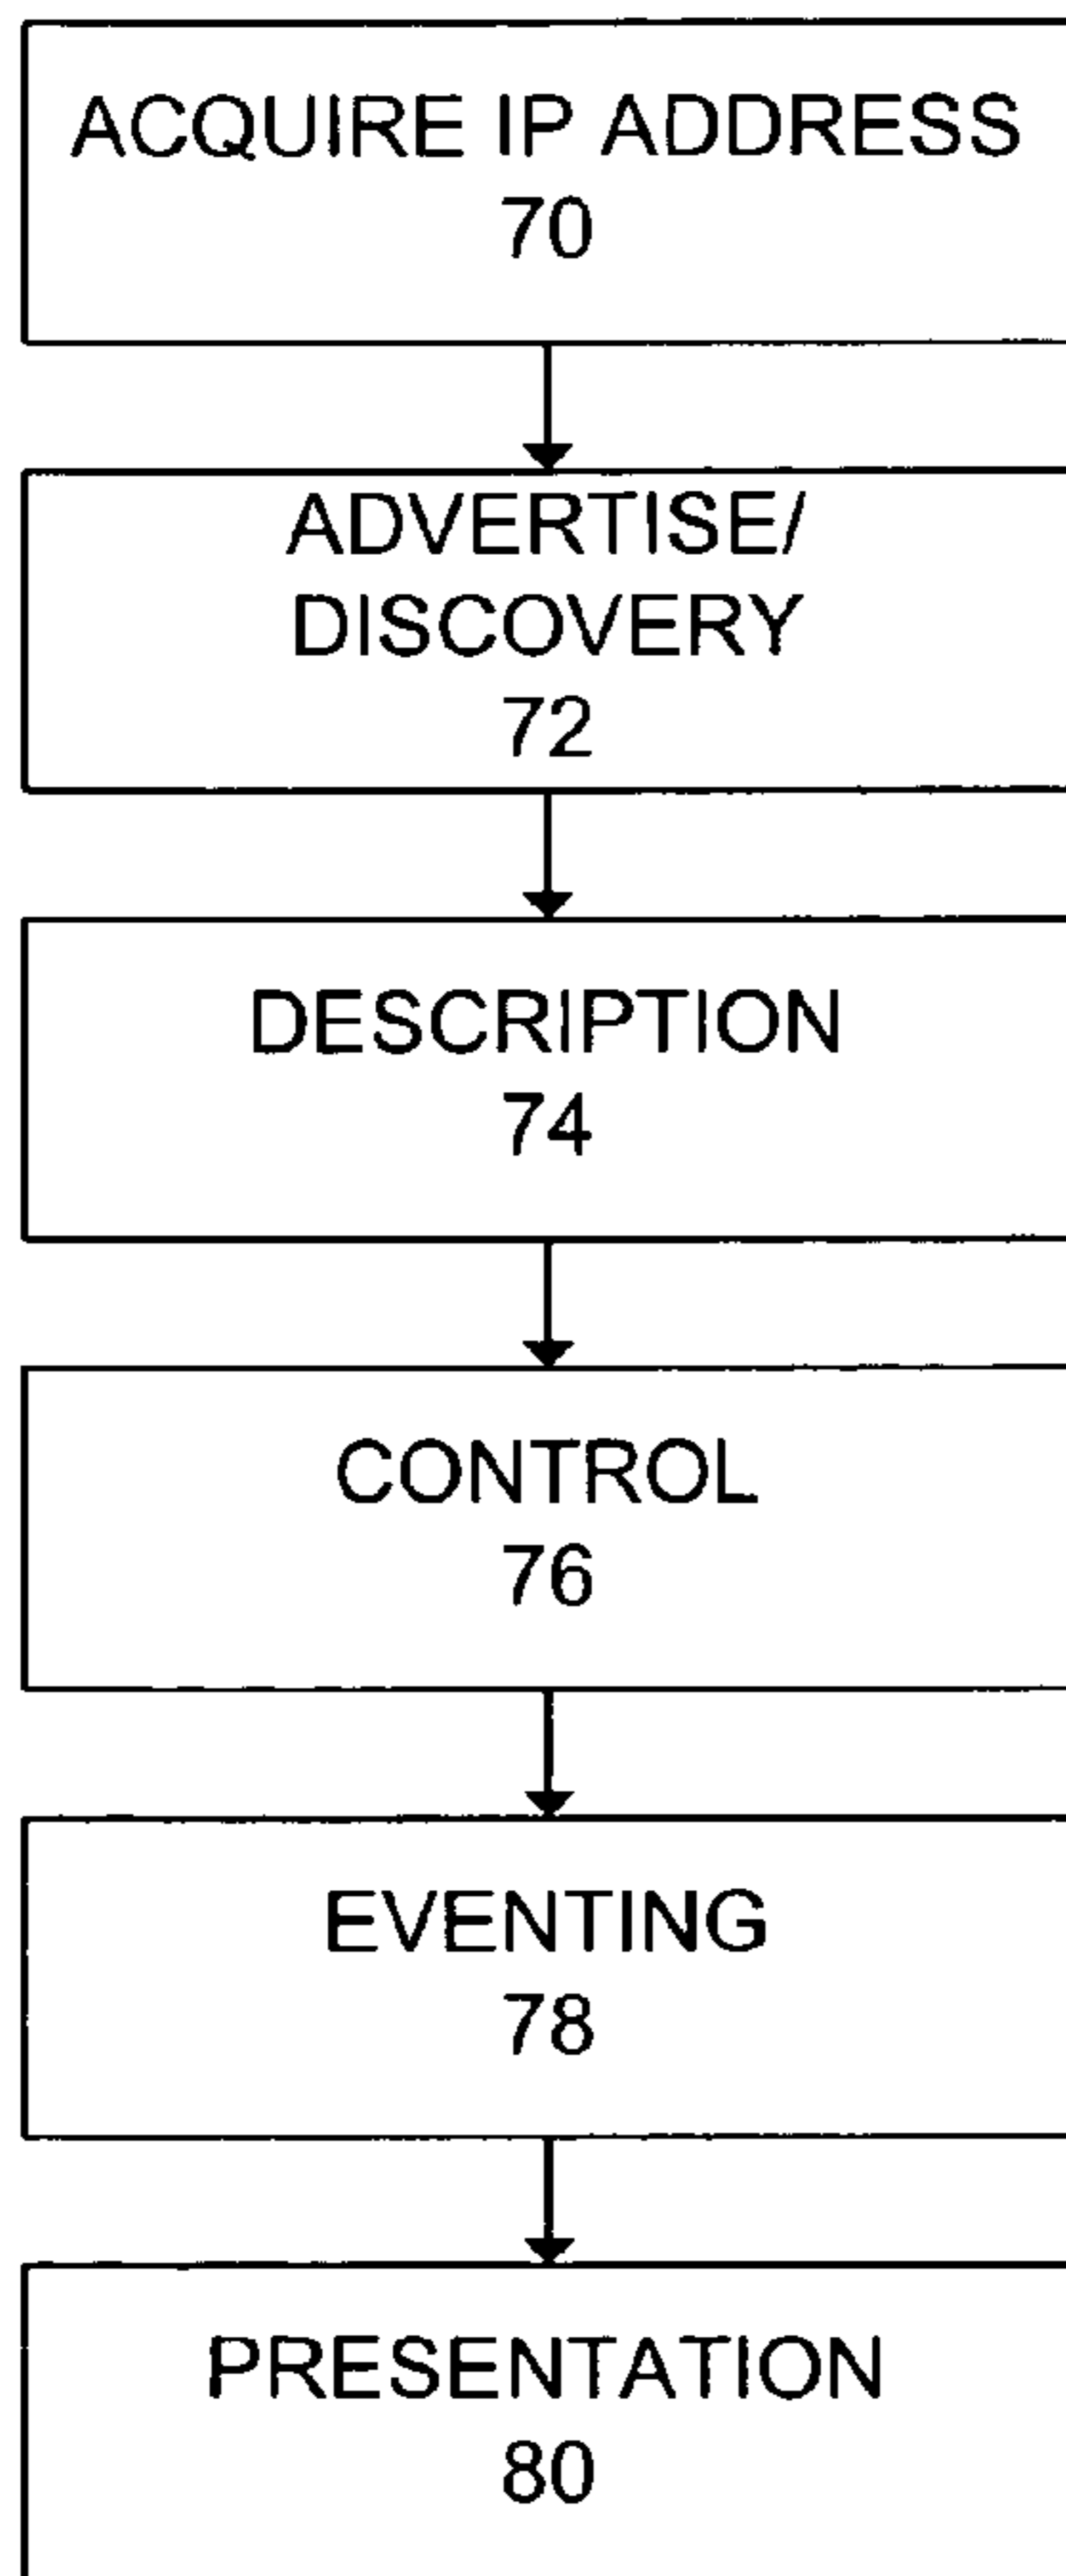 ACQUIRE IP ADDRESS
70
ADVERTISE/
DISCOVERY
72
DESCRIPTION
74
CONTROL
76
EVENTING
78
PRESENTATION
80